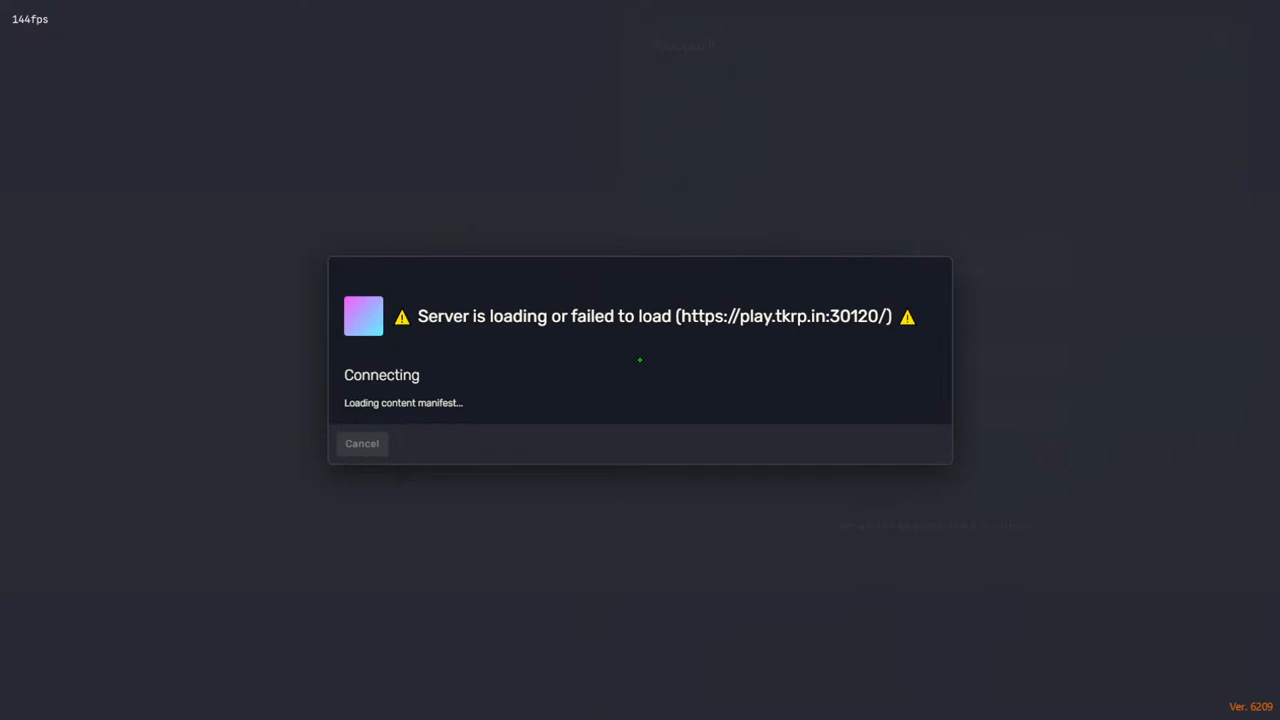 144fps
⚠ Server is loading or failed to load (https://play.tkrp.in:30120/) ⚠
Connecting
Loading content manifest...
Cancel
Ver. 6209